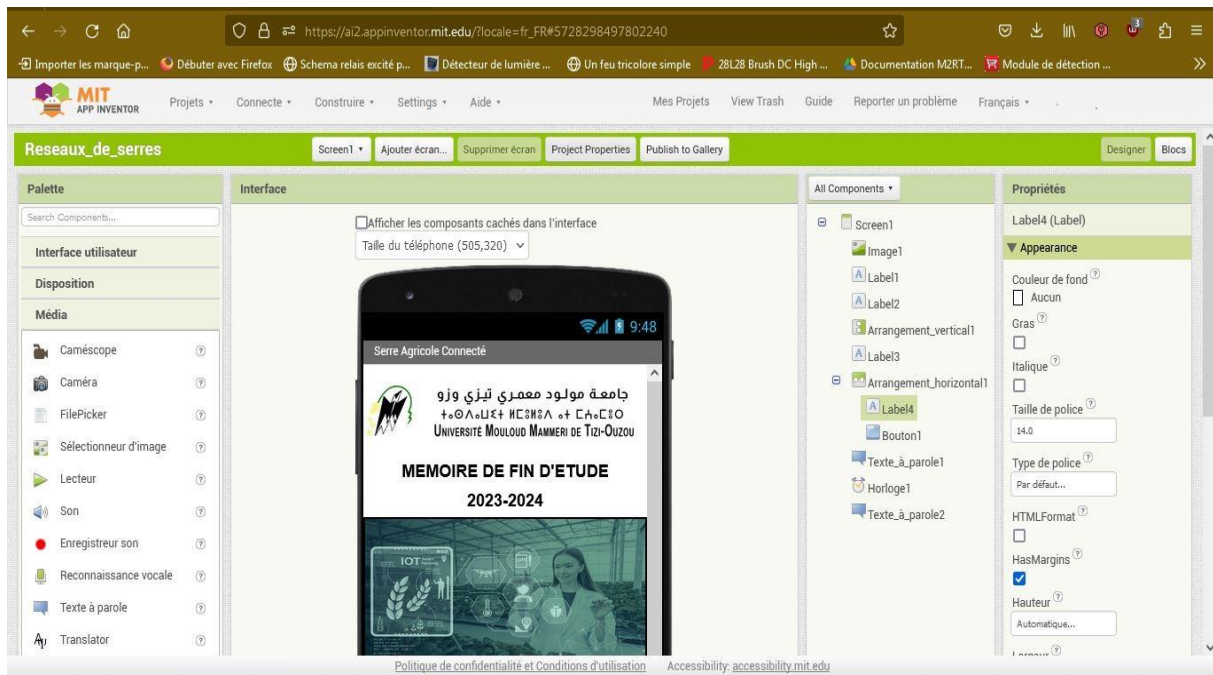 https://ai2.appinventor.mit.edu/?locale=fr_FR#5728298497802240
3
Importer les marque-p... Débuter avec Firefox Schema relais excité p... Détecteur de lumière ... Un feu tricolore simple 28L28 Brush DC High ... Documentation M2RT... Module de détection ...
MIT
APP INVENTOR
Projets Connecte Construire Settings Aide Mes Projets View Trash Guide Reporter un problème Français
Reseaux_de_serres Screen1 Ajouter écran... Supprimer écran Project Properties Publish to Gallery Designer Blocs
Palette
Search Components...
Interface utilisateur
Disposition
Média
Caméscope
Caméra
FilePicker
Sélectionneur d'image
Lecteur
Son
Enregistreur son
Reconnaissance vocale
Texte à parole
Translator
Interface
Afficher les composants cachés dans l'interface
Taille du téléphone (505,320)
9:48
Serre Agricole Connecté
جامعة مولود معمري تيزي وزو
UNIVERSITÉ MOULOUD MAMMERI DE TIZI-OUZOU
MEMOIRE DE FIN D'ETUDE
2023-2024
IOT
pH
All Components
Screen1
Image1
Label1
Label2
Arrangement_vertical1
Label3
Arrangement_horizontal1
Label4
Bouton1
Texte_à_parole1
Horloge1
Texte_à_parole2
Propriétés
Label4 (Label)
Appearance
Couleur de fond
Aucun
Gras
Italique
Taille de police
14.0
Type de police
Par défaut...
HTMLFormat
HasMargins
Hauteur
Automatique...
Largeur
Politique de confidentialité et Conditions d'utilisation Accessibility: accessibility.mit.edu